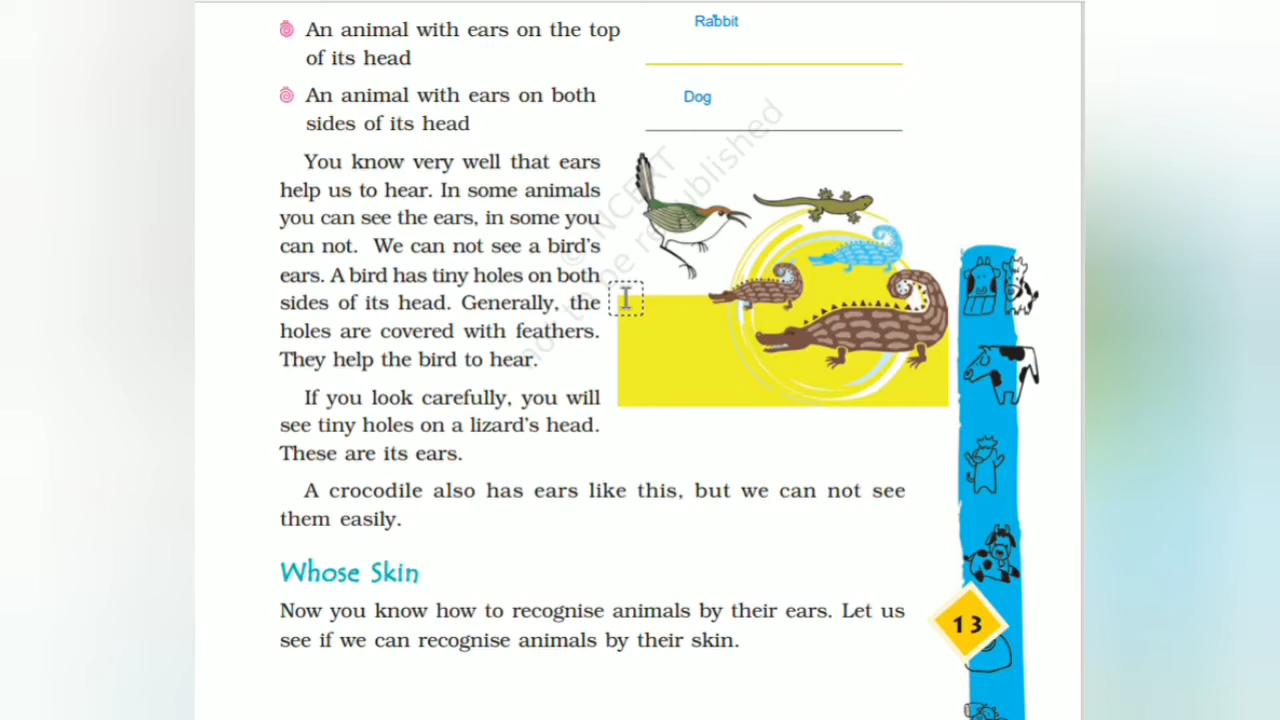 An animal with ears on the top
of its head
Rabbit
An animal with ears on both
sides of its head
Dog
You know very well that ears
help us to hear. In some animals
you can see the ears, in some you
can not. We can not see a bird's
ears. A bird has tiny holes on both
sides of its head. Generally, the
holes are covered with feathers.
They help the bird to hear.
If you look carefully, you will
see tiny holes on a lizard's head.
These are its ears.
A crocodile also has ears like this, but we can not see
them easily.
Whose Skin
Now you know how to recognise animals by their ears. Let us
see if we can recognise animals by their skin.
13
© NCERT
not to be republished